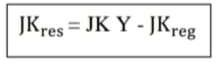 JKres = JK Y - JKreg